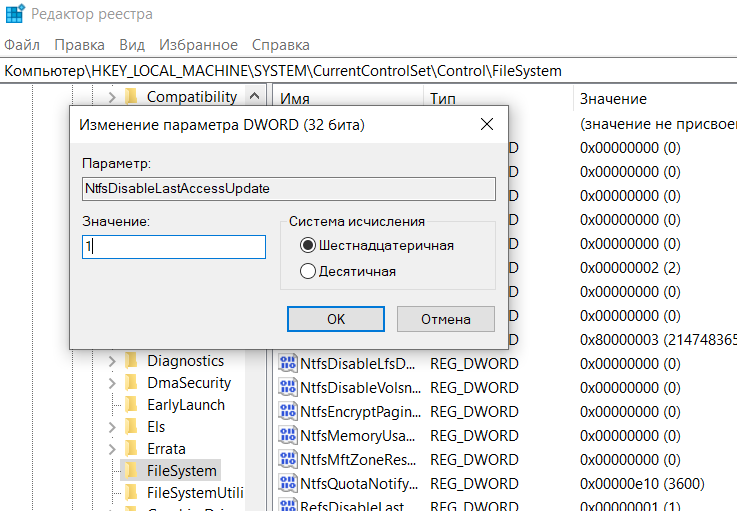 Редактор реестра
Файл Правка Вид Избранное Справка
Компьютер\HKEY_LOCAL_MACHINE\SYSTEM\CurrentControlSet\Control\FileSystem
Compatibility
Имя Тип Значение
(значение не присвое
Изменение параметра DWORD (32 бита)
Параметр:
NtfsDisableLastAccessUpdate
Значение:
1
Система исчисления
Шестнадцатеричная
Десятичная
OK Отмена
D 0x00000000 (0)
D 0x00000000 (0)
D 0x00000000 (0)
D 0x00000000 (0)
D 0x00000000 (0)
D 0x00000002 (2)
D 0x00000000 (0)
D 0x00000000 (0)
D 0x80000003 (214748365
Diagnostics NtfsDisableLfsD... REG_DWORD 0x00000000 (0)
DmaSecurity NtfsDisableVolsn... REG_DWORD 0x00000000 (0)
EarlyLaunch NtfsEncryptPagin... REG_DWORD 0x00000000 (0)
Els NtfsMemoryUsa... REG_DWORD 0x00000000 (0)
Errata NtfsMftZoneRes... REG_DWORD 0x00000000 (0)
FileSystem NtfsQuotaNotify... REG_DWORD 0x00000e10 (3600)
FileSystemUtili RefsDisableLast REG_DWORD 0x00000001 (1)